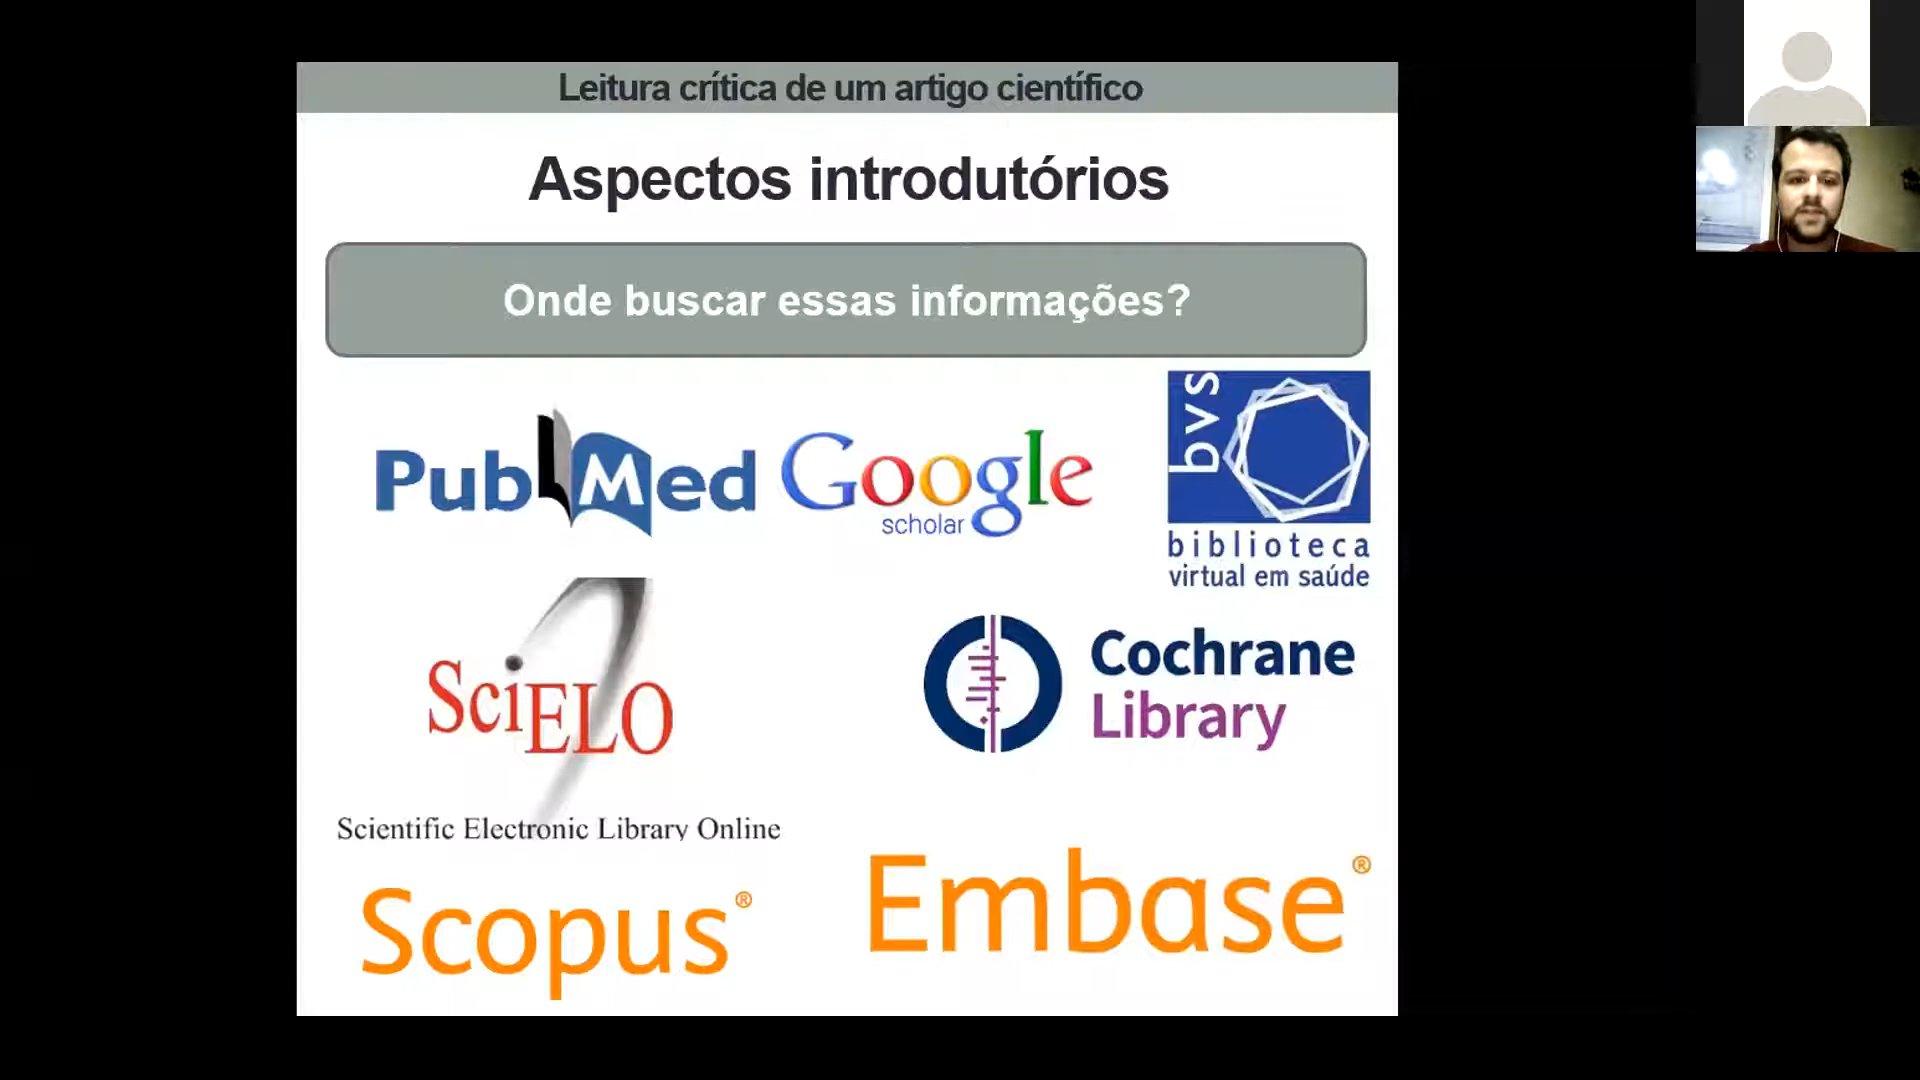 Leitura crítica de um artigo científico
Aspectos introdutórios
Onde buscar essas informações?
PubMed
Google
scholar
bvs
biblioteca
virtual em saúde
SciELO
Scientific Electronic Library Online
Cochrane
Library
Scopus®
Embase®